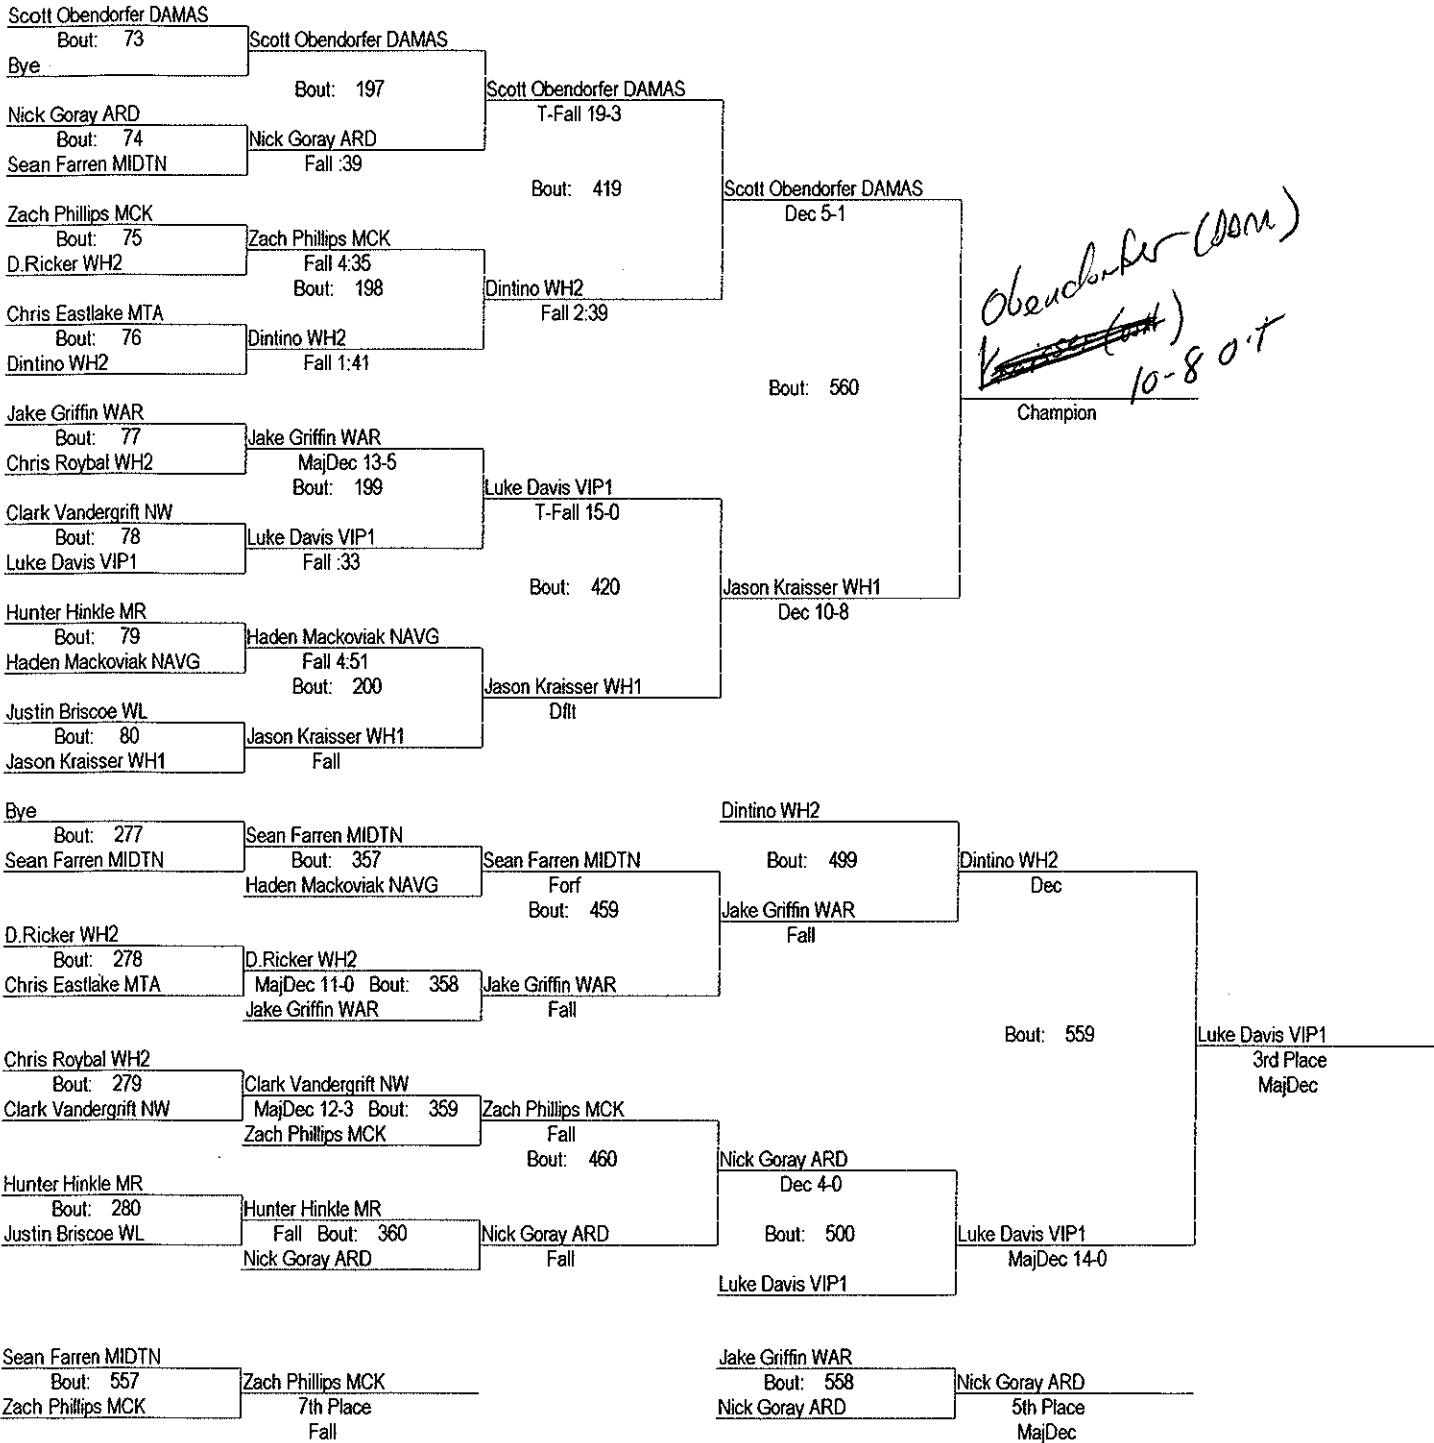 Scott Obendorfer DAMAS
Bout: 73
Bye
Scott Obendorfer DAMAS
Bout: 197
Nick Goray ARD
Bout: 74
Sean Farren MIDTN
Nick Goray ARD
Fall :39
Scott Obendorfer DAMAS
T-Fall 19-3
Bout: 419
Zach Phillips MCK
Bout: 75
D.Ricker WH2
Zach Phillips MCK
Fall 4:35
Bout: 198
Chris Eastlake MTA
Bout: 76
Dintino WH2
Dintino WH2
Fall 1:41
Dintino WH2
Fall 2:39
Scott Obendorfer DAMAS
Dec 5-1
Bout: 560
Obendorfer
10-8 O.T
Champion
Jake Griffin WAR
Bout: 77
Chris Roybal WH2
Jake Griffin WAR
MajDec 13-5
Bout: 199
Clark Vandergrift NW
Bout: 78
Luke Davis VIP1
Luke Davis VIP1
Fall :33
Luke Davis VIP1
T-Fall 15-0
Bout: 420
Hunter Hinkle MR
Bout: 79
Haden Mackoviak NAVG
Haden Mackoviak NAVG
Fall 4:51
Bout: 200
Justin Briscoe WL
Bout: 80
Jason Kraisser WH1
Jason Kraisser WH1
Fall
Jason Kraisser WH1
Dflt
Jason Kraisser WH1
Dec 10-8
Bye
Bout: 277
Sean Farren MIDTN
Sean Farren MIDTN
Bout: 357
Haden Mackoviak NAVG
Sean Farren MIDTN
Forf
Bout: 459
D.Ricker WH2
Bout: 278
Chris Eastlake MTA
D.Ricker WH2
MajDec 11-0 Bout: 358
Jake Griffin WAR
Jake Griffin WAR
Fall
Dintino WH2
Bout: 499
Jake Griffin WAR
Fall
Dintino WH2
Dec
Bout: 559
Chris Roybal WH2
Bout: 279
Clark Vandergrift NW
Clark Vandergrift NW
MajDec 12-3 Bout: 359
Zach Phillips MCK
Zach Phillips MCK
Fall
Bout: 460
Hunter Hinkle MR
Bout: 280
Justin Briscoe WL
Hunter Hinkle MR
Fall Bout: 360
Nick Goray ARD
Nick Goray ARD
Fall
Nick Goray ARD
Dec 4-0
Bout: 500
Luke Davis VIP1
Luke Davis VIP1
MajDec 14-0
Luke Davis VIP1
3rd Place
MajDec
Sean Farren MIDTN
Bout: 557
Zach Phillips MCK
Zach Phillips MCK
7th Place
Fall
Jake Griffin WAR
Bout: 558
Nick Goray ARD
Nick Goray ARD
5th Place
MajDec